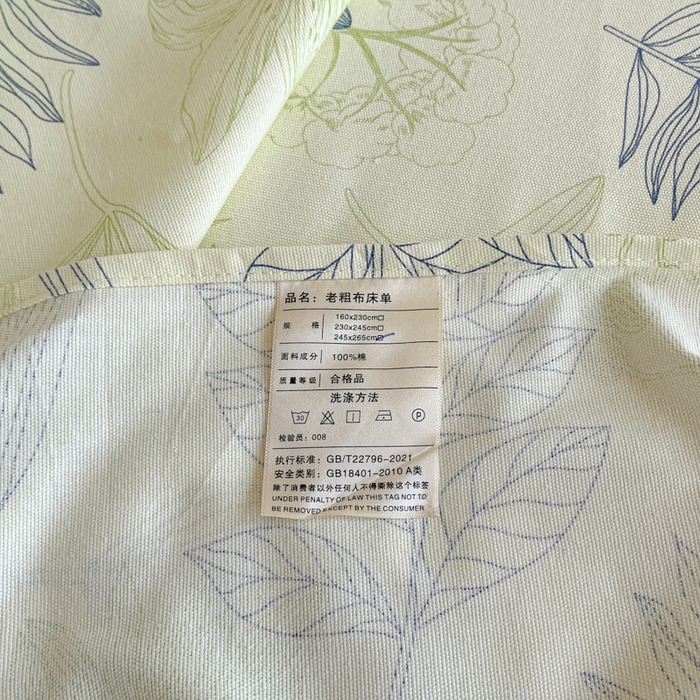 品名：老粗布床单
规 格
160x230cm□
230x245cm□
245x265cm□
面料成分 100%棉
质量等级 合格品
洗涤方法
30 P
检验员：008
执行标准：GB/T22796-2021
安全类别：GB18401-2010 A类
除了消费者以外任何人不得撕除这个标签
UNDER PENALTY OF LAW THIS TAG NOT TO
BE REMOVED EXCEPT BY THE CONSUMER